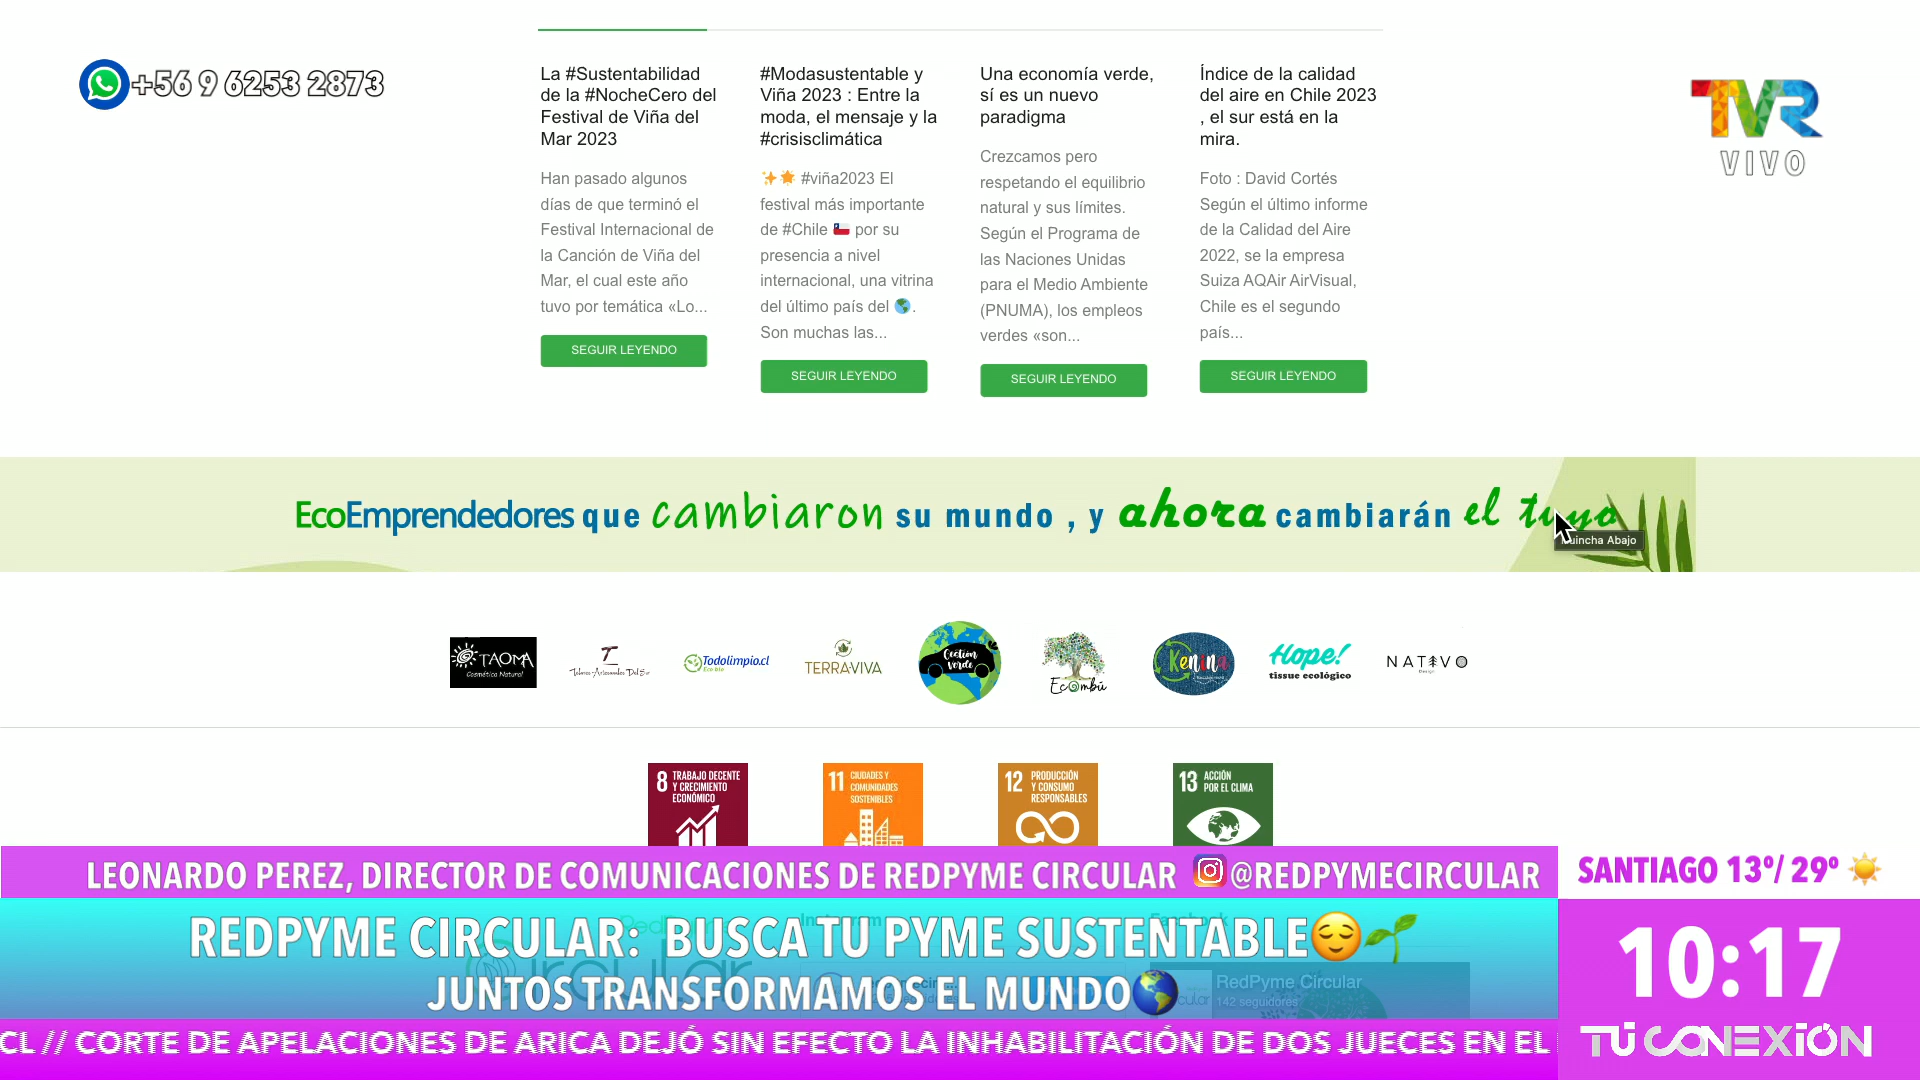 +56 9 6253 2873
TVR
VIVO
La #Sustentabilidad
de la #NocheCero del
Festival de Viña del
Mar 2023
Han pasado algunos
días de que terminó el
Festival Internacional de
la Canción de Viña del
Mar, el cual este año
tuvo por temática «Lo...
SEGUIR LEYENDO
#Modasustentable y
Viña 2023 : Entre la
moda, el mensaje y la
#crisisclimática
✨🌟 #viña2023 El
festival más importante
de #Chile 🇨🇱 por su
presencia a nivel
internacional, una vitrina
del último país del 🌎.
Son muchas las...
SEGUIR LEYENDO
Una economía verde,
sí es un nuevo
paradigma
Crezcamos pero
respetando el equilibrio
natural y sus límites.
Según el Programa de
las Naciones Unidas
para el Medio Ambiente
(PNUMA), los empleos
verdes «son...
SEGUIR LEYENDO
Índice de la calidad
del aire en Chile 2023
, el sur está en la
mira.
Foto : David Cortés
Según el último informe
de la Calidad del Aire
2022, se la empresa
Suiza AQAir AirVisual,
Chile es el segundo
país...
SEGUIR LEYENDO
EcoEmprendedores que cambiaron su mundo , y ahora cambiarán el tuyo
Abajo
TAOMA
Cosmética Natural
Todolimpio.cl
TERRAVIVA
Verde
Ecombú
Kenina
Hope!
tissue ecológico
NATIVO
8 TRABAJO DECENTE
Y CRECIMIENTO
ECONÓMICO
11 CIUDADES Y
COMUNIDADES
SOSTENIBLES
12 PRODUCCIÓN
Y CONSUMO
RESPONSABLES
13 ACCIÓN
POR EL CLIMA
LEONARDO PEREZ, DIRECTOR DE COMUNICACIONES DE REDPYME CIRCULAR @REDPYMECIRCULAR
SANTIAGO 13º/ 29º
REDPYME CIRCULAR: BUSCA TU PYME SUSTENTABLE😌🌱
JUNTOS TRANSFORMAMOS EL MUNDO🌎
RedPyme Circular
142 seguidores
10:17
TÚ CONEXIÓN
CL // CORTE DE APELACIONES DE ARICA DEJÓ SIN EFECTO LA INHABILITACIÓN DE DOS JUECES EN EL